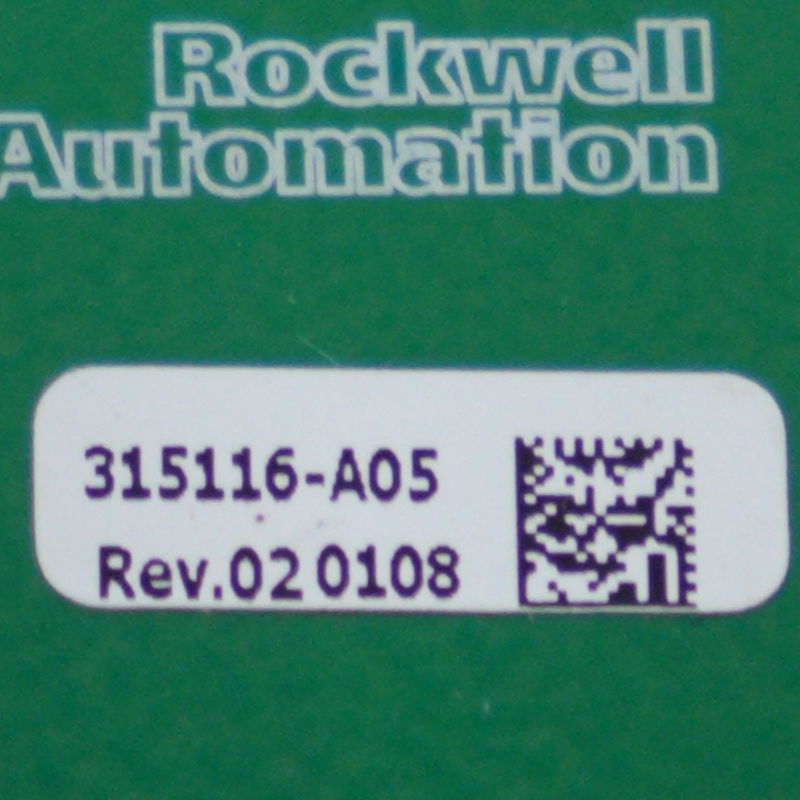 Rockwell
Automation
315116-A05
Rev.02 0108